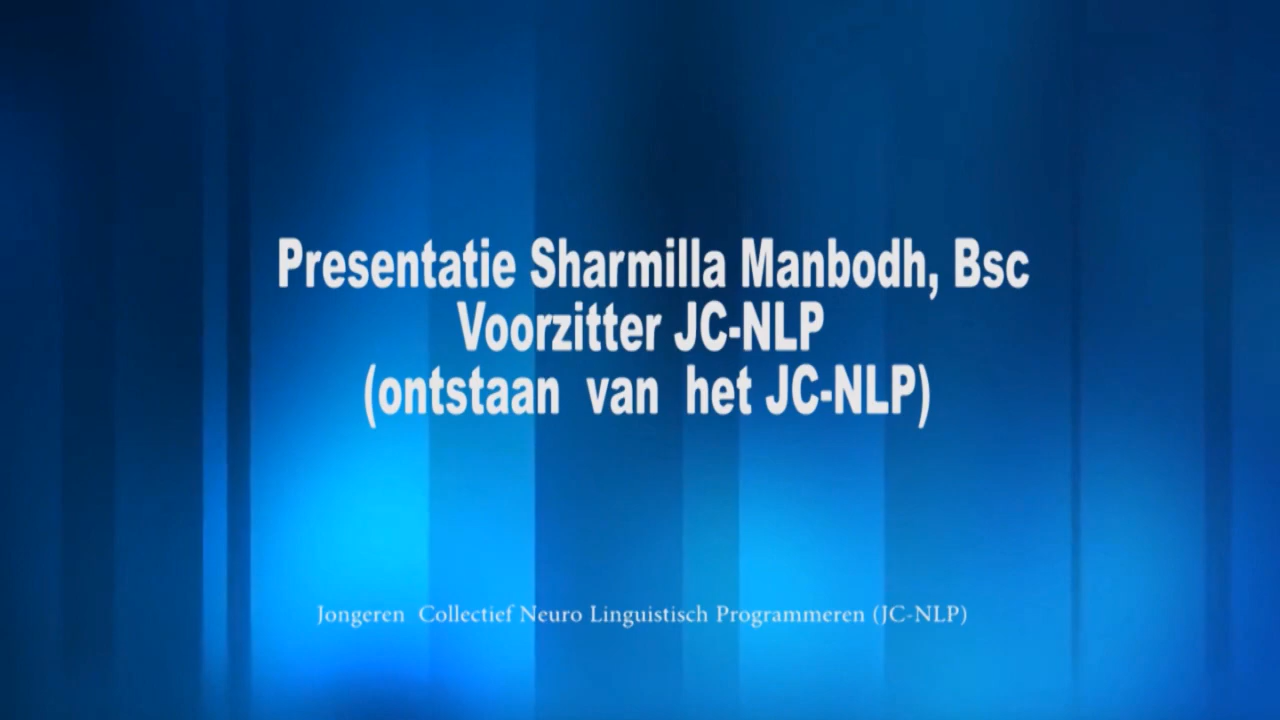 Presentatie Sharmilla Manbodh, Bsc
Voorzitter JC-NLP
(ontstaan van het JC-NLP)
Jongeren Collectief Neuro Linguistisch Programmeren (JC-NLP)